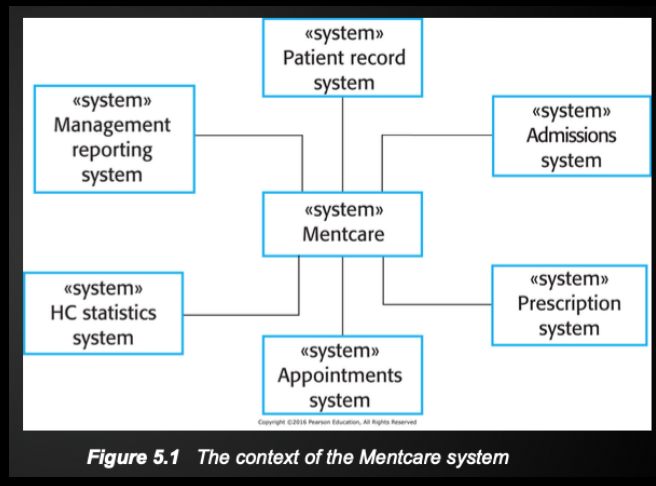 «system»
Patient record
system
«system»
Management
reporting
system
«system»
Admissions
system
«system»
Mentcare
«system»
HC statistics
system
«system»
Prescription
system
«system»
Appointments
system
Copyright ©2016 Pearson Education, All Rights Reserved
Figure 5.1 The context of the Mentcare system